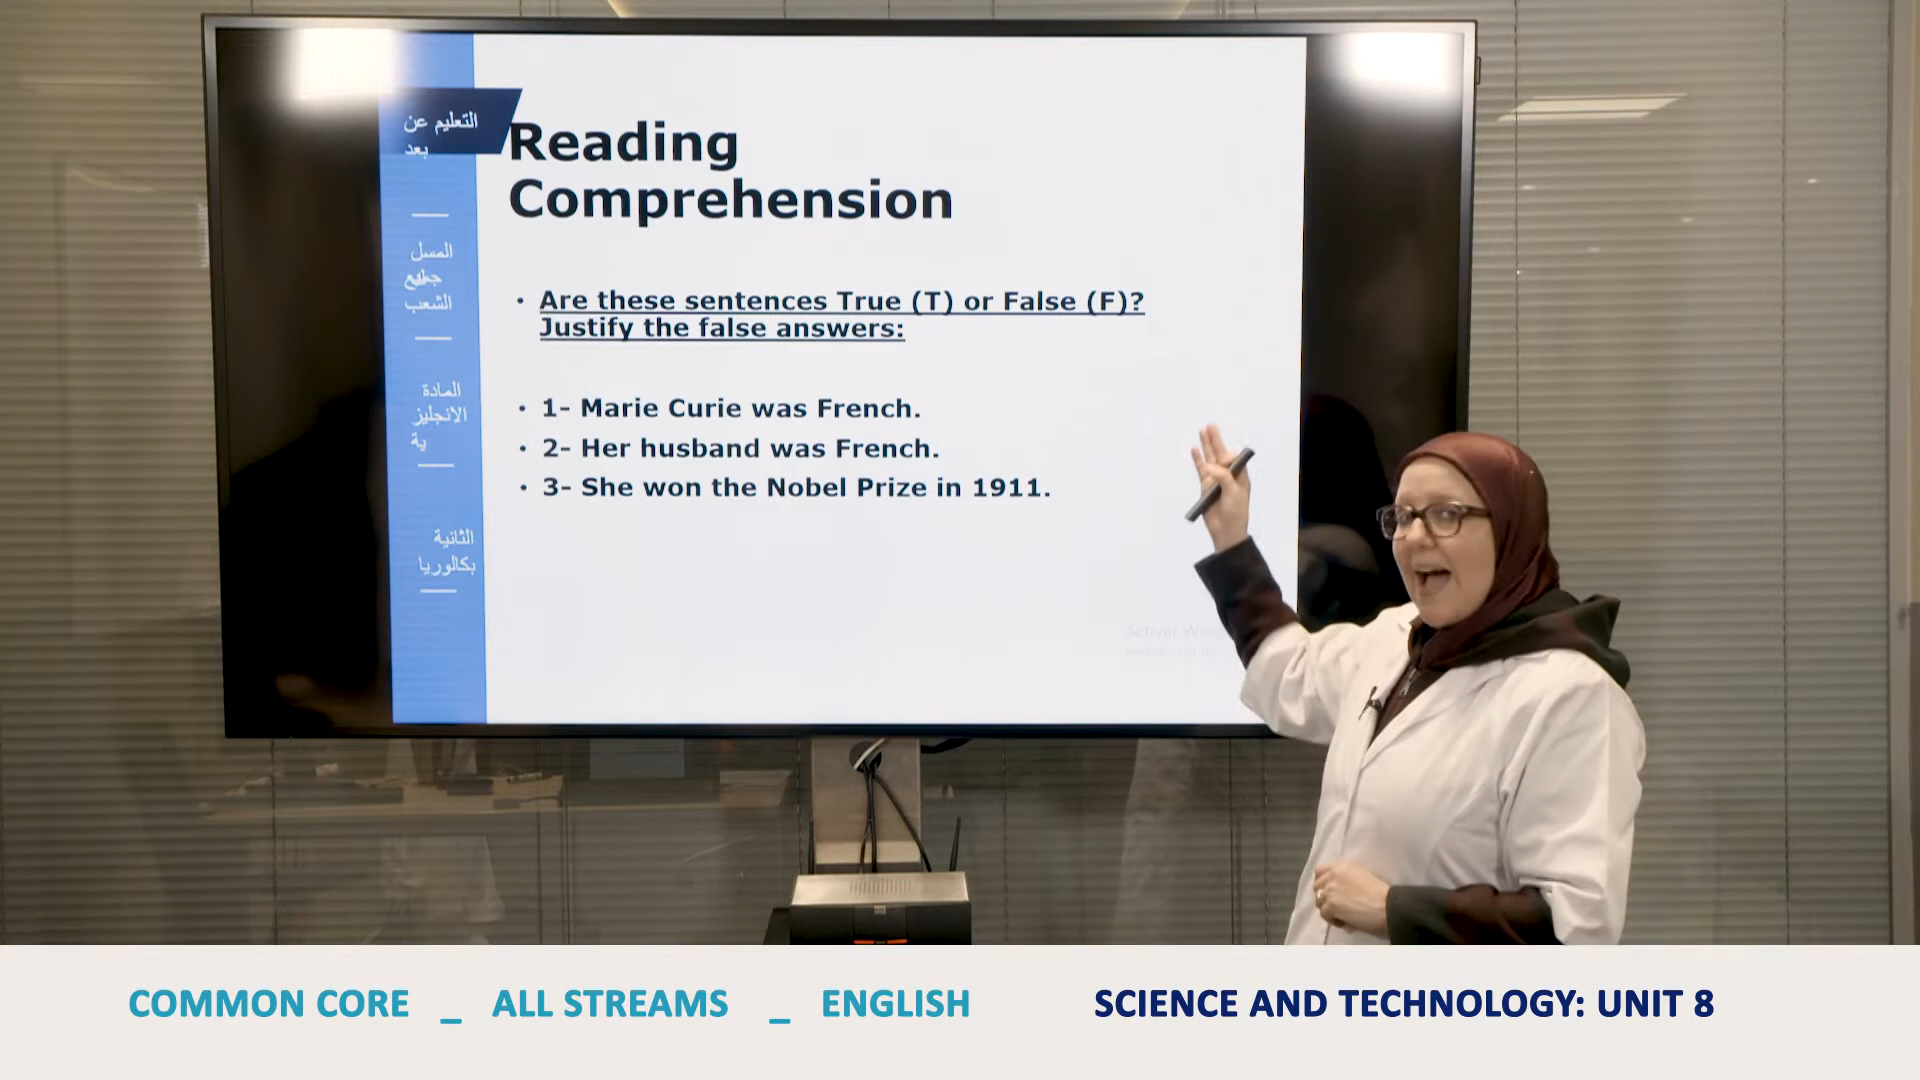 التعليم عن
بعد
المسل
جميع
الشعب
المادة
الانجليز
ية
الثانية
بكالوريا
Reading
Comprehension
• Are these sentences True (T) or False (F)?
Justify the false answers:
• 1- Marie Curie was French.
• 2- Her husband was French.
• 3- She won the Nobel Prize in 1911.
COMMON CORE _ ALL STREAMS _ ENGLISH SCIENCE AND TECHNOLOGY: UNIT 8